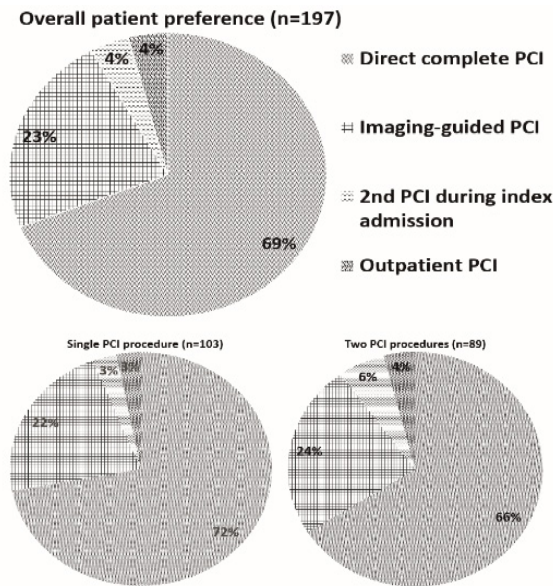 Overall patient preference (n=197)
4%
4%
23%
69%
Direct complete PCI
Imaging-guided PCI
2nd PCI during index
admission
Outpatient PCI
Single PCI procedure (n=103)
3%
3%
22%
72%
Two PCI procedures (n=89)
4%
6%
24%
66%